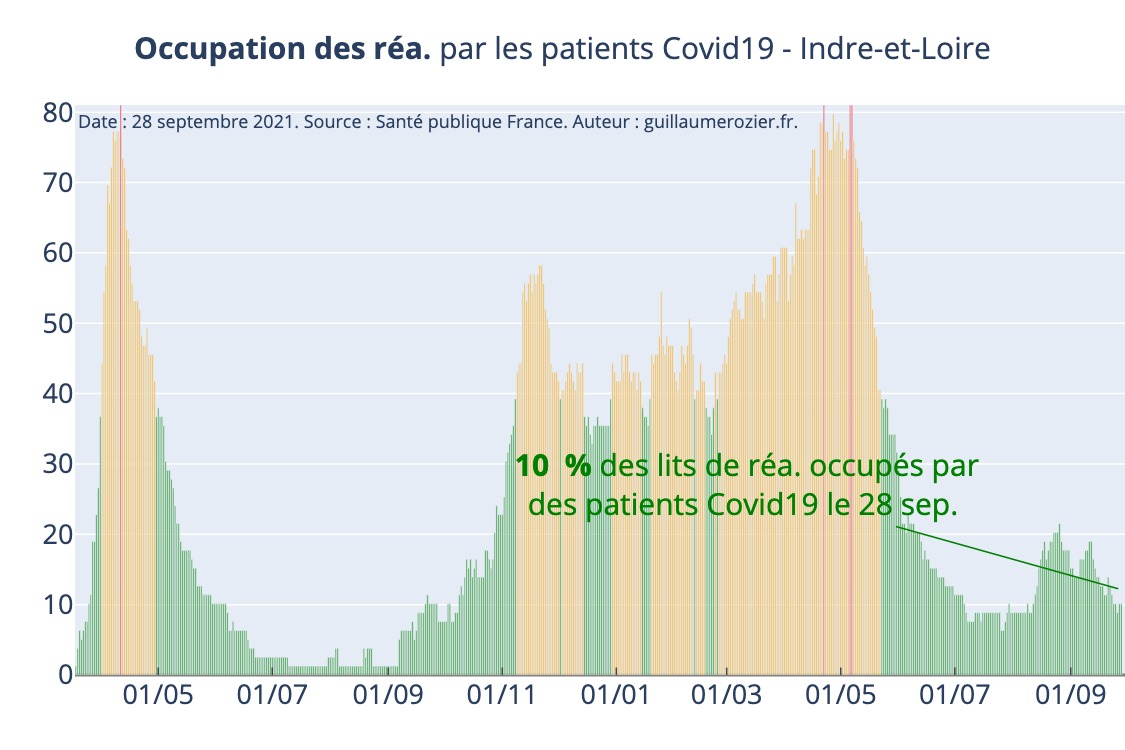 Occupation des réa. par les patients Covid19 - Indre-et-Loire
80
Date : 28 septembre 2021. Source : Santé publique France. Auteur : guillaumerozier.fr.
70
60
50
40
30
10 % des lits de réa. occupés par
des patients Covid19 le 28 sep.
20
10
0
01/05 01/07 01/09 01/11 01/01 01/03 01/05 01/07 01/09